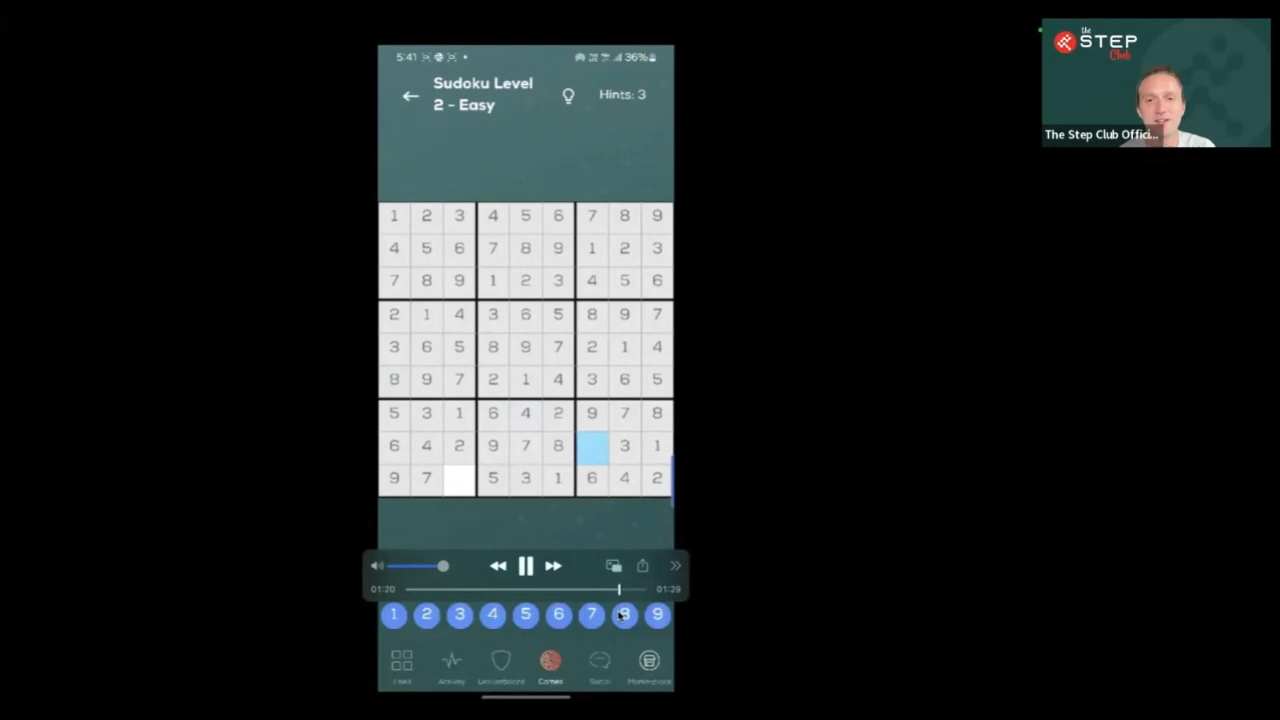 the
STEP
Club
The Step Club Offici...
5:41
36%
Sudoku Level
2 - Easy
Hints: 3
1 2 3 4 5 6 7 8 9
4 5 6 7 8 9 1 2 3
7 8 9 1 2 3 4 5 6
2 1 4 3 6 5 8 9 7
3 6 5 8 9 7 2 1 4
8 9 7 2 1 4 3 6 5
5 3 1 6 4 2 9 7 8
6 4 2 9 7 8 3 1
9 7 5 3 1 6 4 2
01:20 01:29
1 2 3 4 5 6 7 8 9
Feed Activity Leaderboard Games Social Marketplace